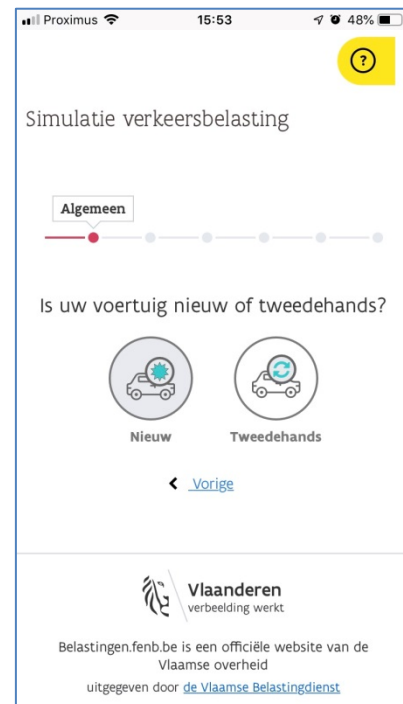 Proximus 15:53 48%
?
Simulatie verkeersbelasting
Algemeen
Is uw voertuig nieuw of tweedehands?
Nieuw Tweedehands
Vorige
Vlaanderen
verbeelding werkt
Belastingen.fenb.be is een officiële website van de
Vlaamse overheid
uitgegeven door de Vlaamse Belastingdienst